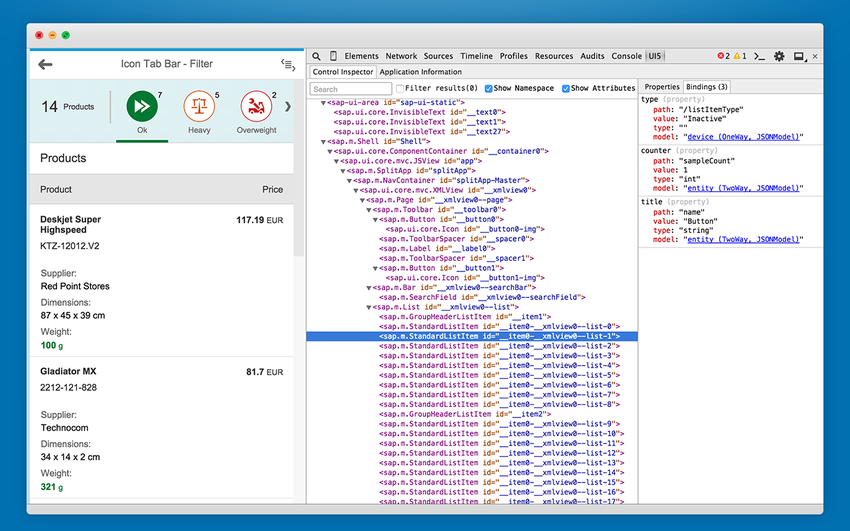 Icon Tab Bar - Filter
14 Products
7
Ok
5
Heavy
2
Overweight
Products
Product Price
Deskjet Super Highspeed 117.19 EUR
KTZ-12012.V2
Supplier:
Red Point Stores
Dimensions:
87 x 45 x 39 cm
Weight:
100 g
Gladiator MX 81.7 EUR
2212-121-828
Supplier:
Technocom
Dimensions:
34 x 14 x 2 cm
Weight:
321 g
Elements Network Sources Timeline Profiles Resources Audits Console UI5 2 1
Control Inspector Application Information
Search Filter results(0) Show Namespace Show Attributes
<sap-ui-area id="sap-ui-static">
<sap.ui.core.InvisibleText id="__text0">
<sap.ui.core.InvisibleText id="__text1">
<sap.ui.core.InvisibleText id="__text27">
<sap.m.Shell id="Shell">
<sap.ui.core.ComponentContainer id="__container0">
<sap.ui.core.mvc.JSView id="app">
<sap.m.SplitApp id="splitApp">
<sap.m.NavContainer id="splitApp-Master">
<sap.ui.core.mvc.XMLView id="__xmlview0">
<sap.m.Page id="__xmlview0--page">
<sap.m.Toolbar id="__toolbar0">
<sap.m.Button id="__button0">
<sap.ui.core.Icon id="__button0-img">
<sap.m.ToolbarSpacer id="__spacer0">
<sap.m.Label id="__label0">
<sap.m.ToolbarSpacer id="__spacer1">
<sap.m.Button id="__button1">
<sap.ui.core.Icon id="__button1-img">
<sap.m.Bar id="__xmlview0--searchBar">
<sap.m.SearchField id="__xmlview0--searchField">
<sap.m.List id="__xmlview0--list">
<sap.m.GroupHeaderListItem id="__item1">
<sap.m.StandardListItem id="__item0-__xmlview0--list-0">
<sap.m.StandardListItem id="__item0-__xmlview0--list-1">
<sap.m.StandardListItem id="__item0-__xmlview0--list-2">
<sap.m.StandardListItem id="__item0-__xmlview0--list-3">
<sap.m.StandardListItem id="__item0-__xmlview0--list-4">
<sap.m.StandardListItem id="__item0-__xmlview0--list-5">
<sap.m.StandardListItem id="__item0-__xmlview0--list-6">
<sap.m.StandardListItem id="__item0-__xmlview0--list-7">
<sap.m.StandardListItem id="__item0-__xmlview0--list-8">
<sap.m.GroupHeaderListItem id="__item2">
<sap.m.StandardListItem id="__item0-__xmlview0--list-9">
<sap.m.StandardListItem id="__item0-__xmlview0--list-10">
<sap.m.StandardListItem id="__item0-__xmlview0--list-11">
<sap.m.StandardListItem id="__item0-__xmlview0--list-12">
<sap.m.StandardListItem id="__item0-__xmlview0--list-13">
<sap.m.StandardListItem id="__item0-__xmlview0--list-14">
<sap.m.StandardListItem id="__item0-__xmlview0--list-15">
<sap.m.StandardListItem id="__item0-__xmlview0--list-16">
<sap.m.StandardListItem id="__item0-__xmlview0--list-17">
Properties Bindings (3)
type (property)
path: "/listItemType"
value: "Inactive"
type: ""
model: "device (OneWay, JSONModel)"
counter (property)
path: "sampleCount"
value: 1
type: "int"
model: "entity (TwoWay, JSONModel)"
title (property)
path: "name"
value: "Button"
type: "string"
model: "entity (TwoWay, JSONModel)"